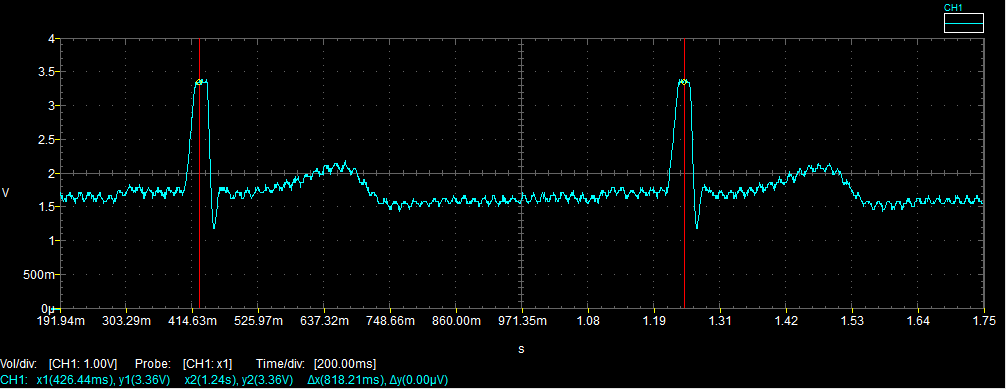 CH1
4
3.5
3
2.5
2
V
1.5
1
500m
0µ
191.94m 303.29m 414.63m 525.97m 637.32m 748.66m 860.00m 971.35m 1.08 1.19 1.31 1.42 1.53 1.64 1.75
s
Vol/div: [CH1: 1.00V] Probe: [CH1: x1] Time/div: [200.00ms]
CH1: x1(426.44ms), y1(3.36V) x2(1.24s), y2(3.36V) Δx(818.21ms), Δy(0.00µV)